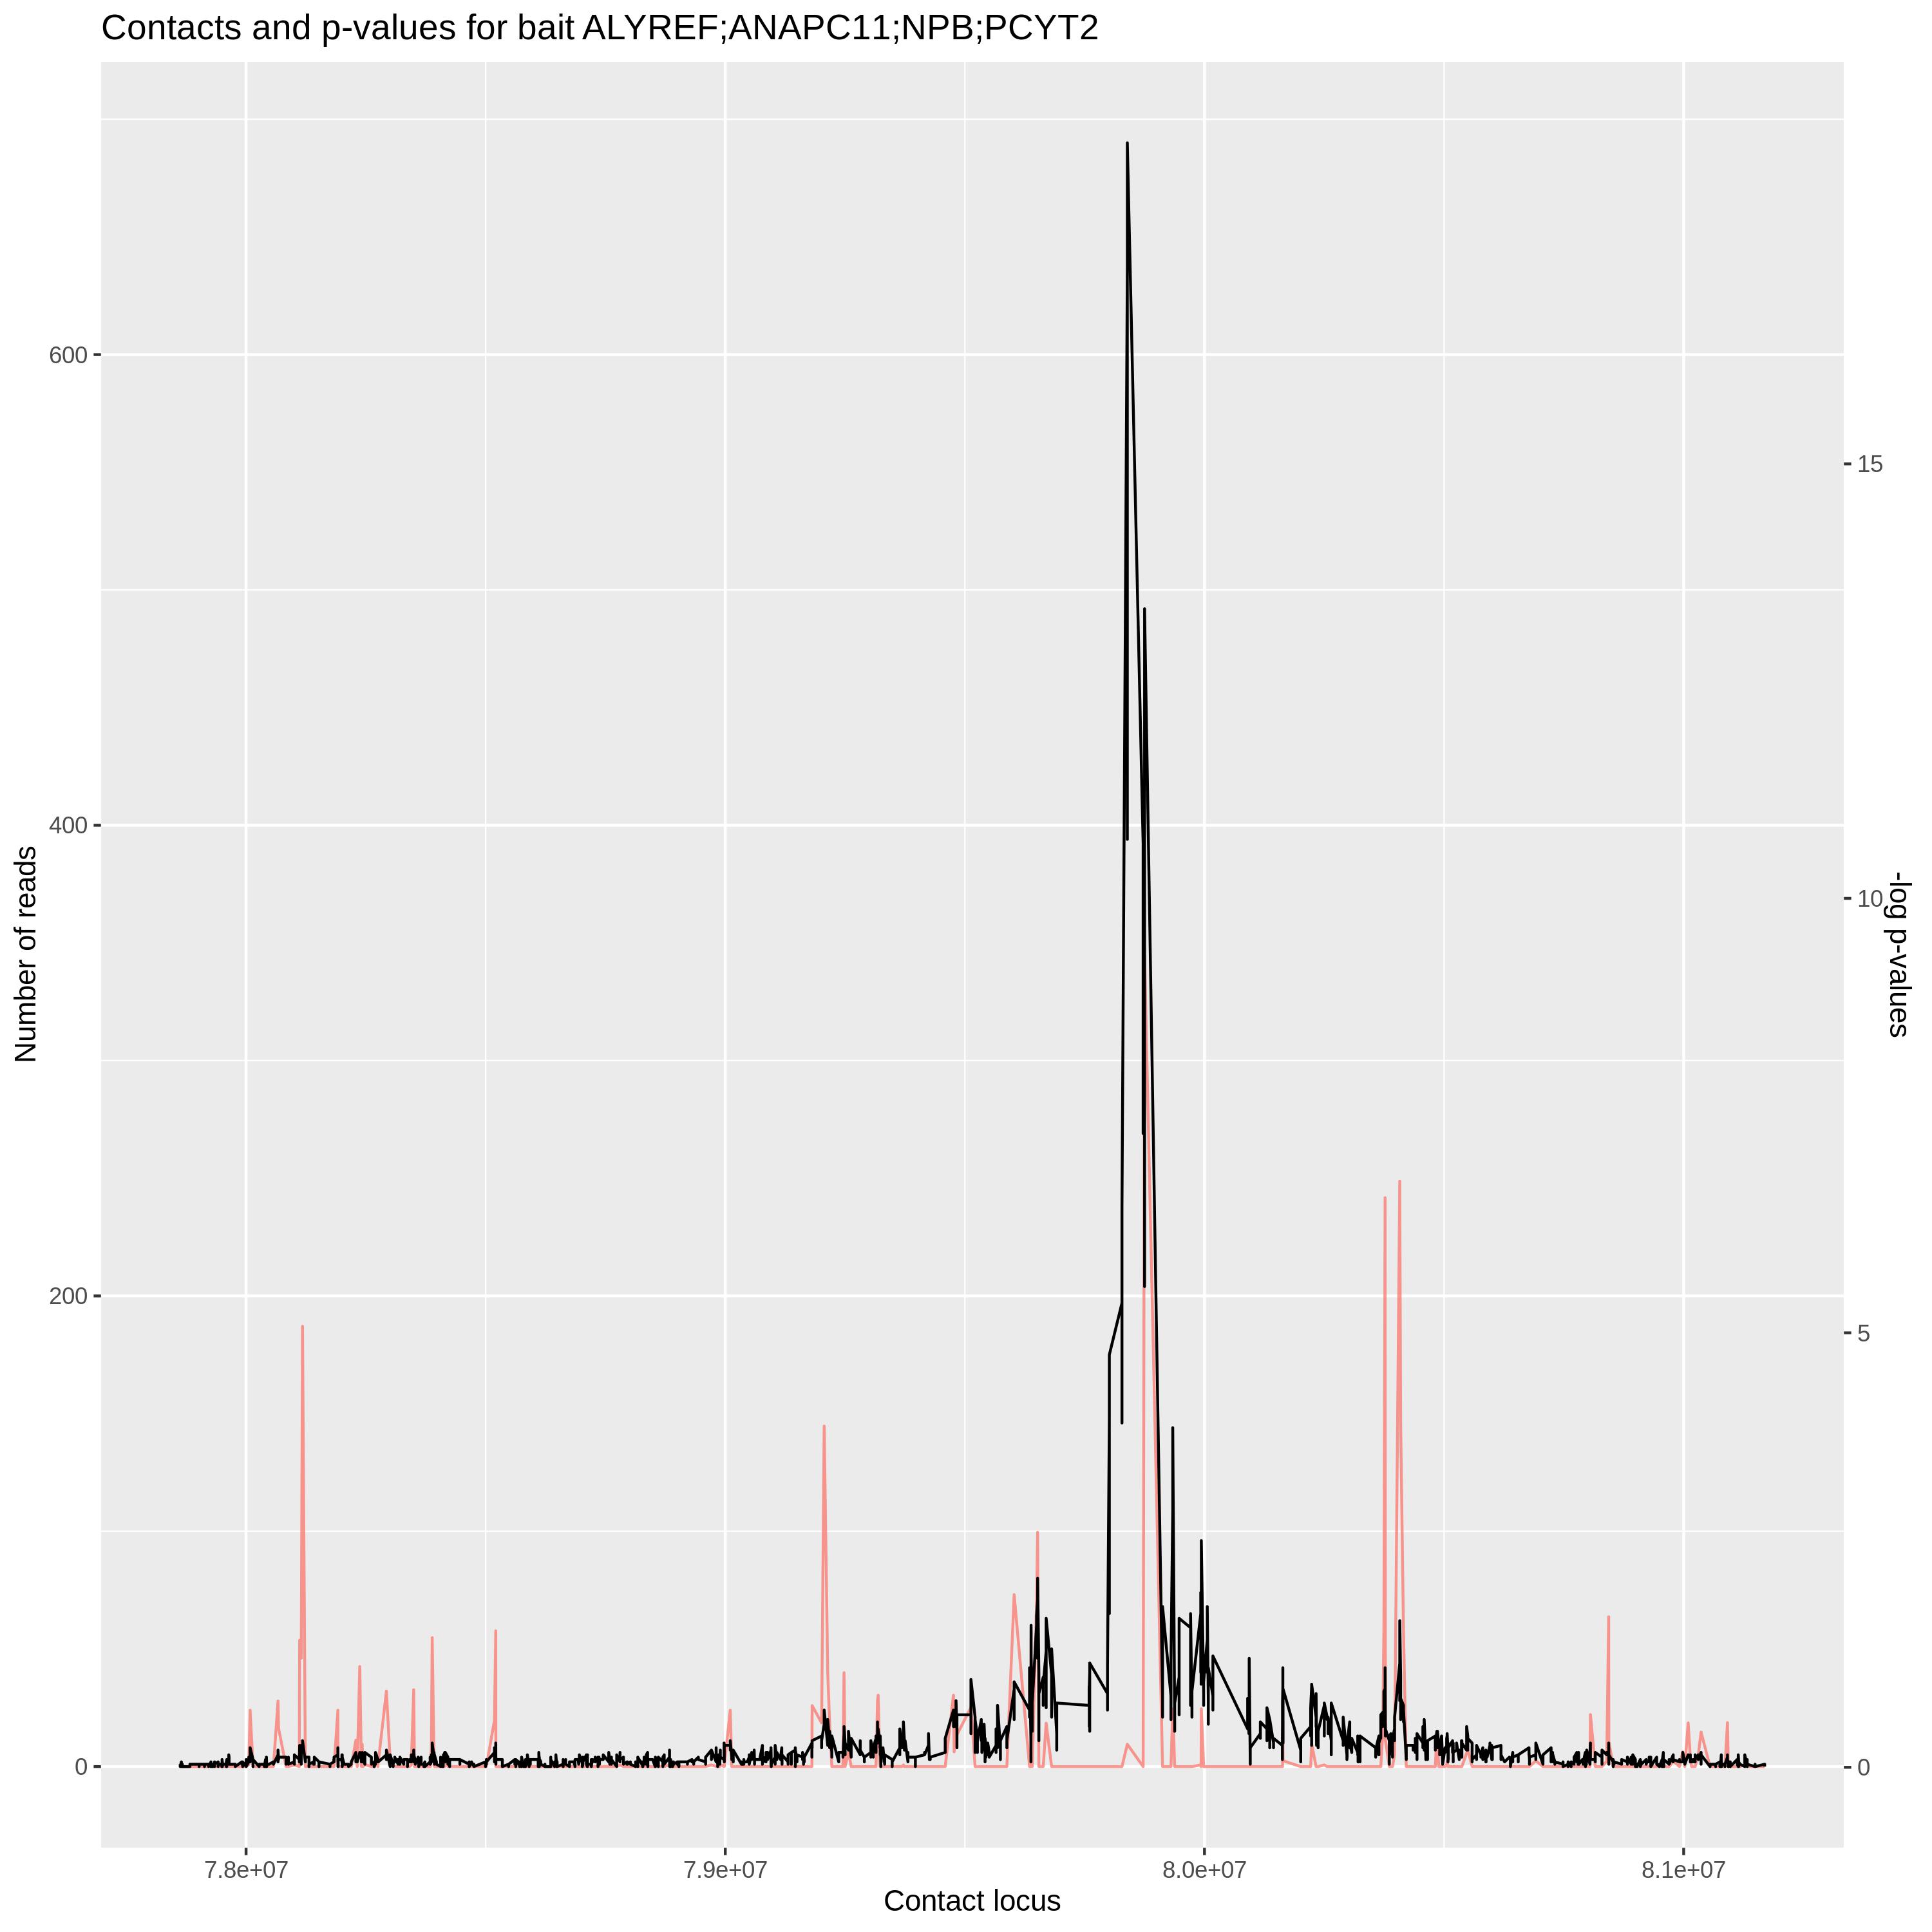 Contacts and p-values for bait ALYREF;ANAPC11;NPB;PCYT2
600
400
200
0
Number of reads
15
10
5
0
-log p-values
7.8e+07
7.9e+07
8.0e+07
8.1e+07
Contact locus